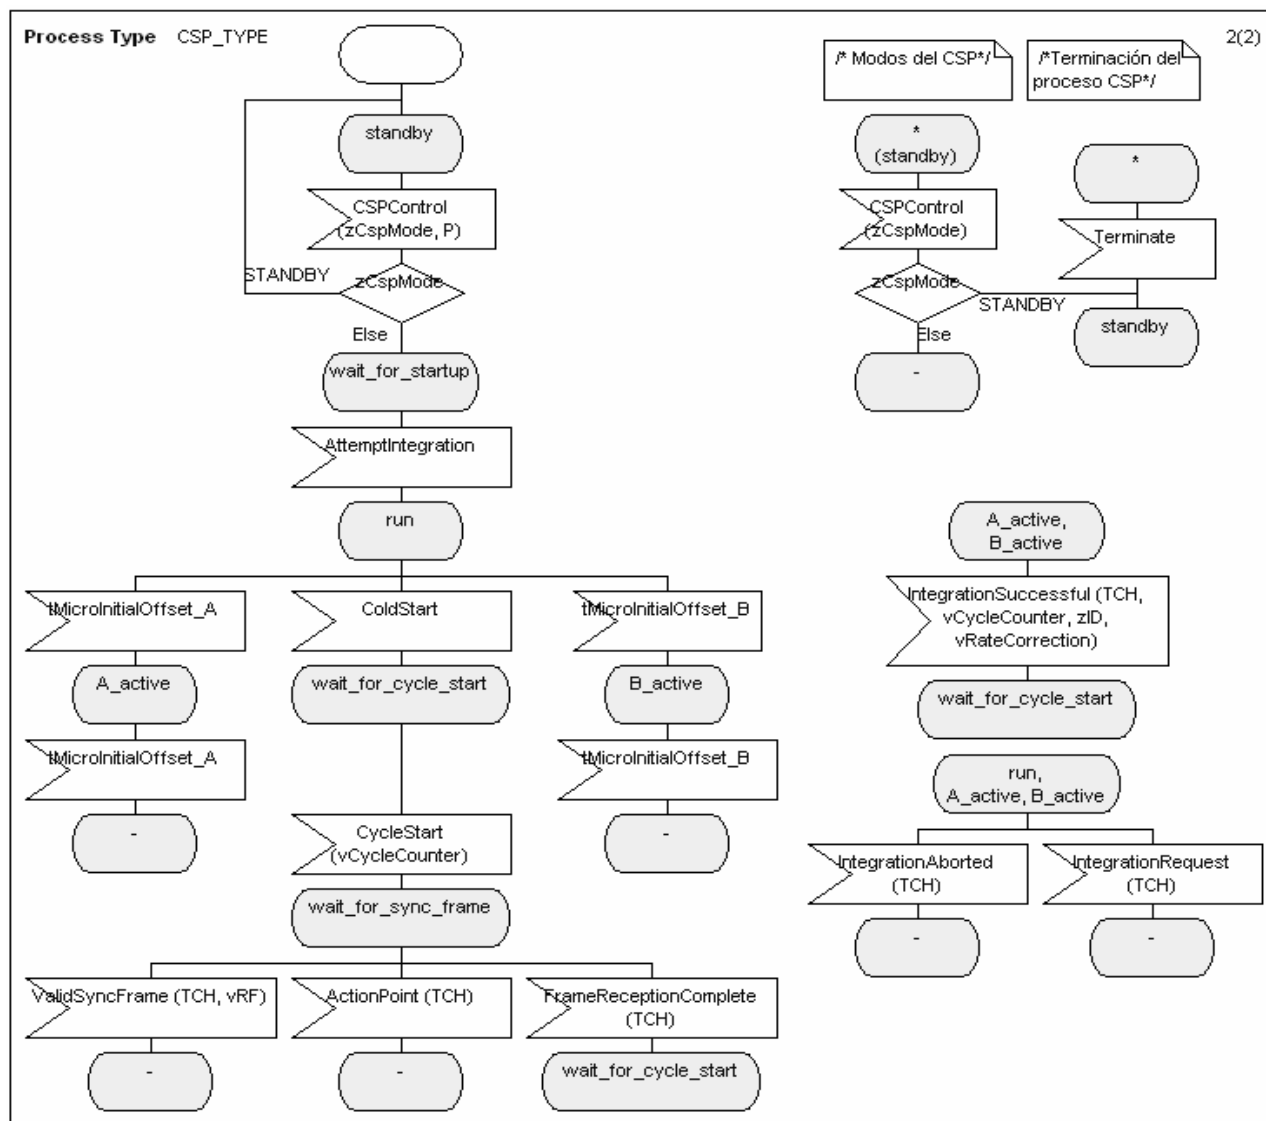 Process Type CSP_TYPE
2(2)
/* Modos del CSP*/
/*Terminación del
proceso CSP*/
standby
CSPControl
(zCspMode, P)
zCspMode
STANDBY
Else
wait_for_startup
AttemptIntegration
run
tMicroInitialOffset_A
ColdStart
tMicroInitialOffset_B
A_active
wait_for_cycle_start
B_active
tMicroInitialOffset_A
tMicroInitialOffset_B
-
CycleStart
(vCycleCounter)
-
wait_for_sync_frame
ValidSyncFrame (TCH, vRF)
ActionPoint (TCH)
FrameReceptionComplete
(TCH)
-
-
wait_for_cycle_start
*
(standby)
CSPControl
(zCspMode)
zCspMode
STANDBY
Else
-
*
Terminate
standby
A_active,
B_active
IntegrationSuccessful (TCH,
vCycleCounter, zID,
vRateCorrection)
wait_for_cycle_start
run,
A_active, B_active
IntegrationAborted
(TCH)
IntegrationRequest
(TCH)
-
-